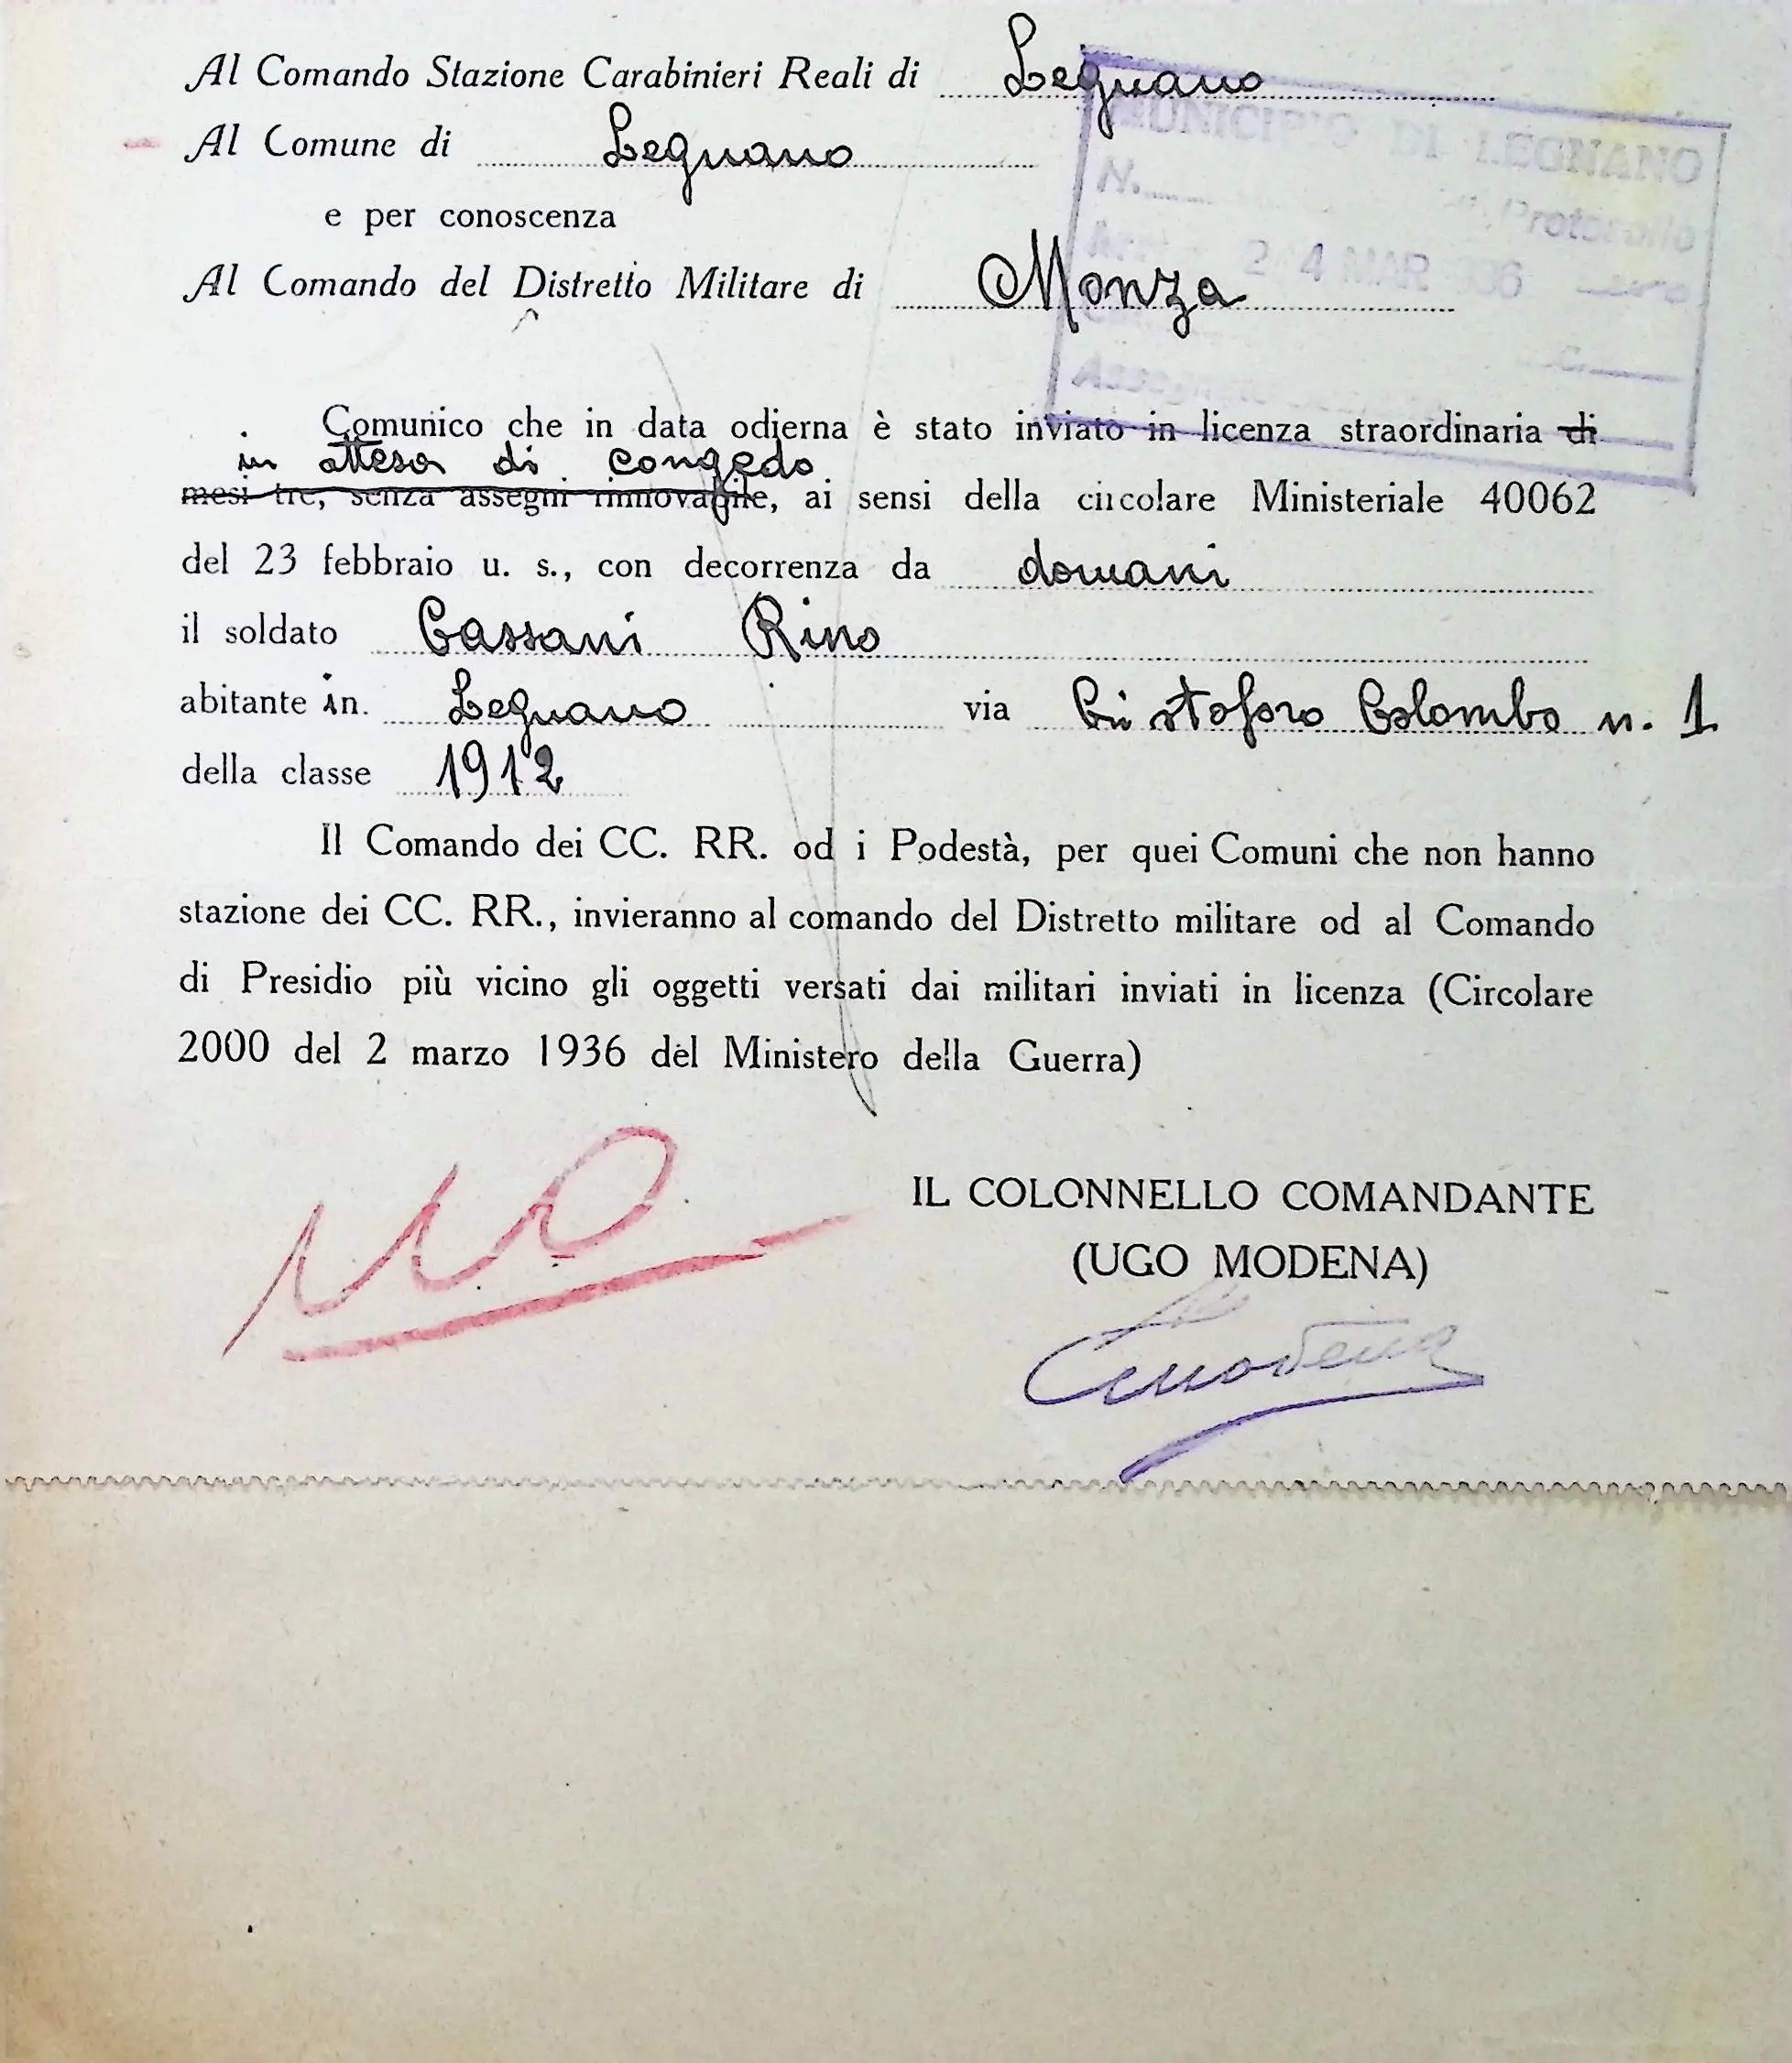 Al Comando Stazione Carabinieri Reali di Legnano
Al Comune di Legnano
e per conoscenza
Al Comando del Distretto Militare di Monza
MUNICIPIO DI LEGNANO
N. Protocollo
24 MAR
Comunico che in data odierna è stato inviato in licenza straordinaria di
in attesa di congedo
mesi tre, senza assegni rinnovabile, ai sensi della circolare Ministeriale 40062
del 23 febbraio u. s., con decorrenza da domani
il soldato Cassani Rino
abitante in. Legnano via Cristoforo Colombo n. 1
della classe 1912
Il Comando dei CC. RR. od i Podestà, per quei Comuni che non hanno
stazione dei CC. RR., invieranno al comando del Distretto militare od al Comando
di Presidio più vicino gli oggetti versati dai militari inviati in licenza (Circolare
2000 del 2 marzo 1936 del Ministero della Guerra)
IL COLONNELLO COMANDANTE
(UGO MODENA)